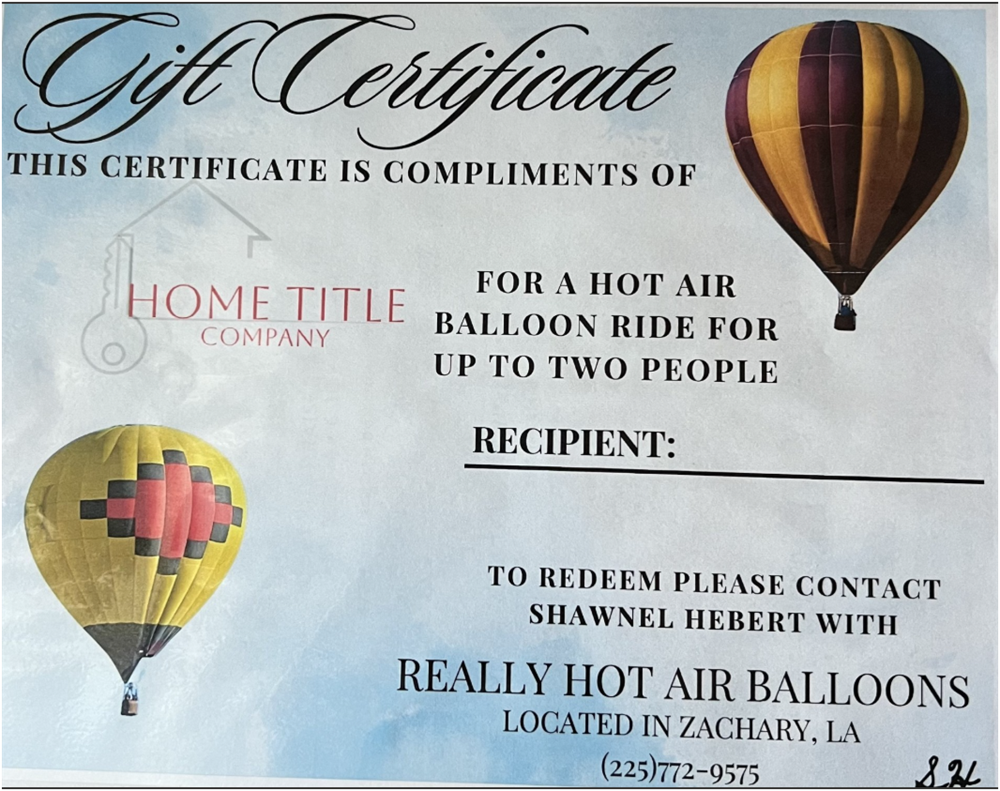 Gift Certificate
THIS CERTIFICATE IS COMPLIMENTS OF
HOME TITLE
COMPANY
FOR A HOT AIR
BALLOON RIDE FOR
UP TO TWO PEOPLE
RECIPIENT:
TO REDEEM PLEASE CONTACT
SHAWNEL HEBERT WITH
REALLY HOT AIR BALLOONS
LOCATED IN ZACHARY, LA
(225)772-9575
SH